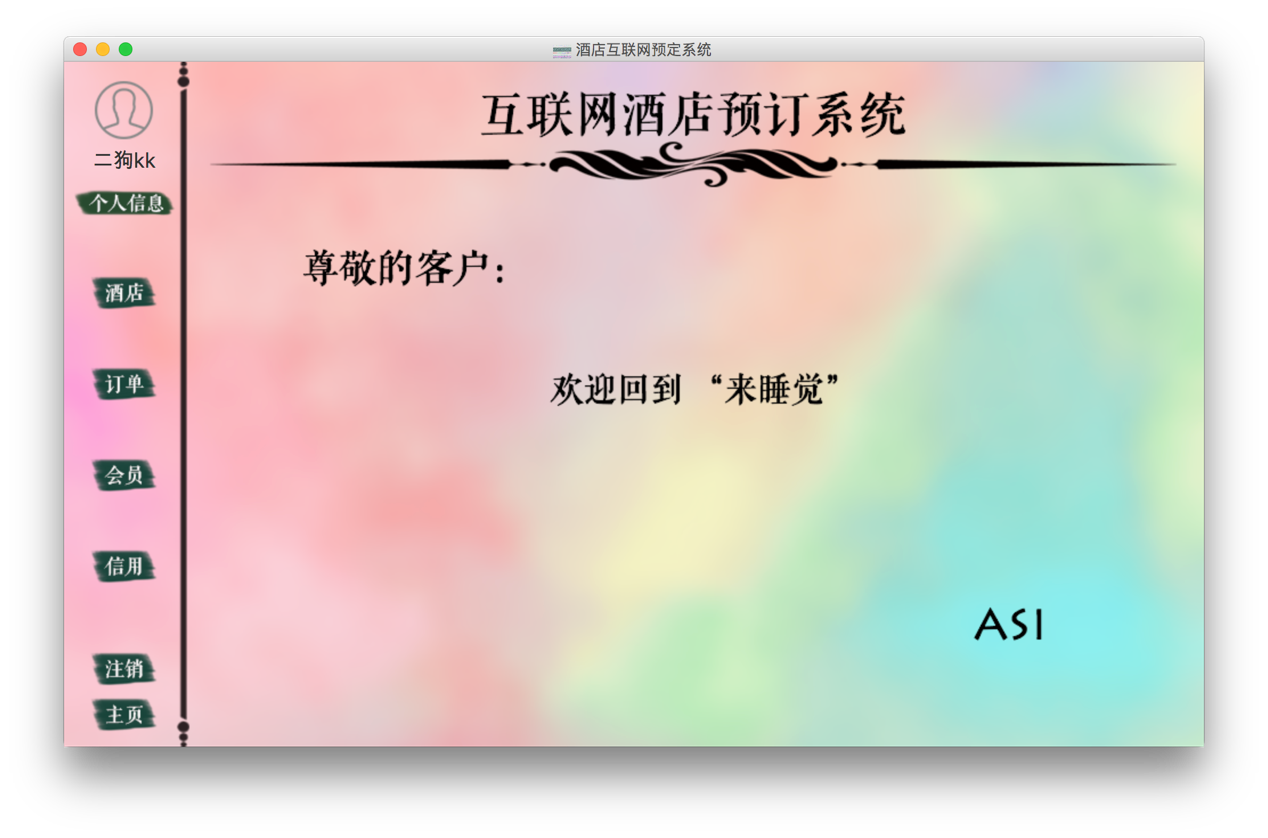 酒店互联网预定系统
二狗kk
个人信息
酒店
订单
会员
信用
注销
主页
互联网酒店预订系统
尊敬的客户：
欢迎回到 “来睡觉”
ASI